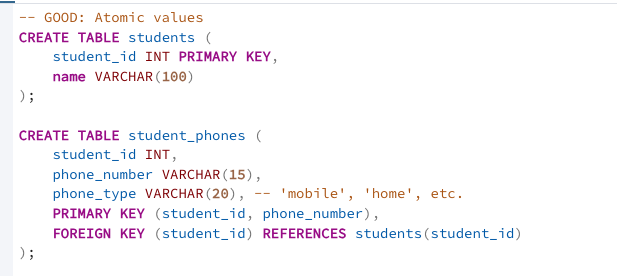 -- GOOD: Atomic values
CREATE TABLE students (
    student_id INT PRIMARY KEY,
    name VARCHAR(100)
);

CREATE TABLE student_phones (
    student_id INT,
    phone_number VARCHAR(15),
    phone_type VARCHAR(20), -- 'mobile', 'home', etc.
    PRIMARY KEY (student_id, phone_number),
    FOREIGN KEY (student_id) REFERENCES students(student_id)
);